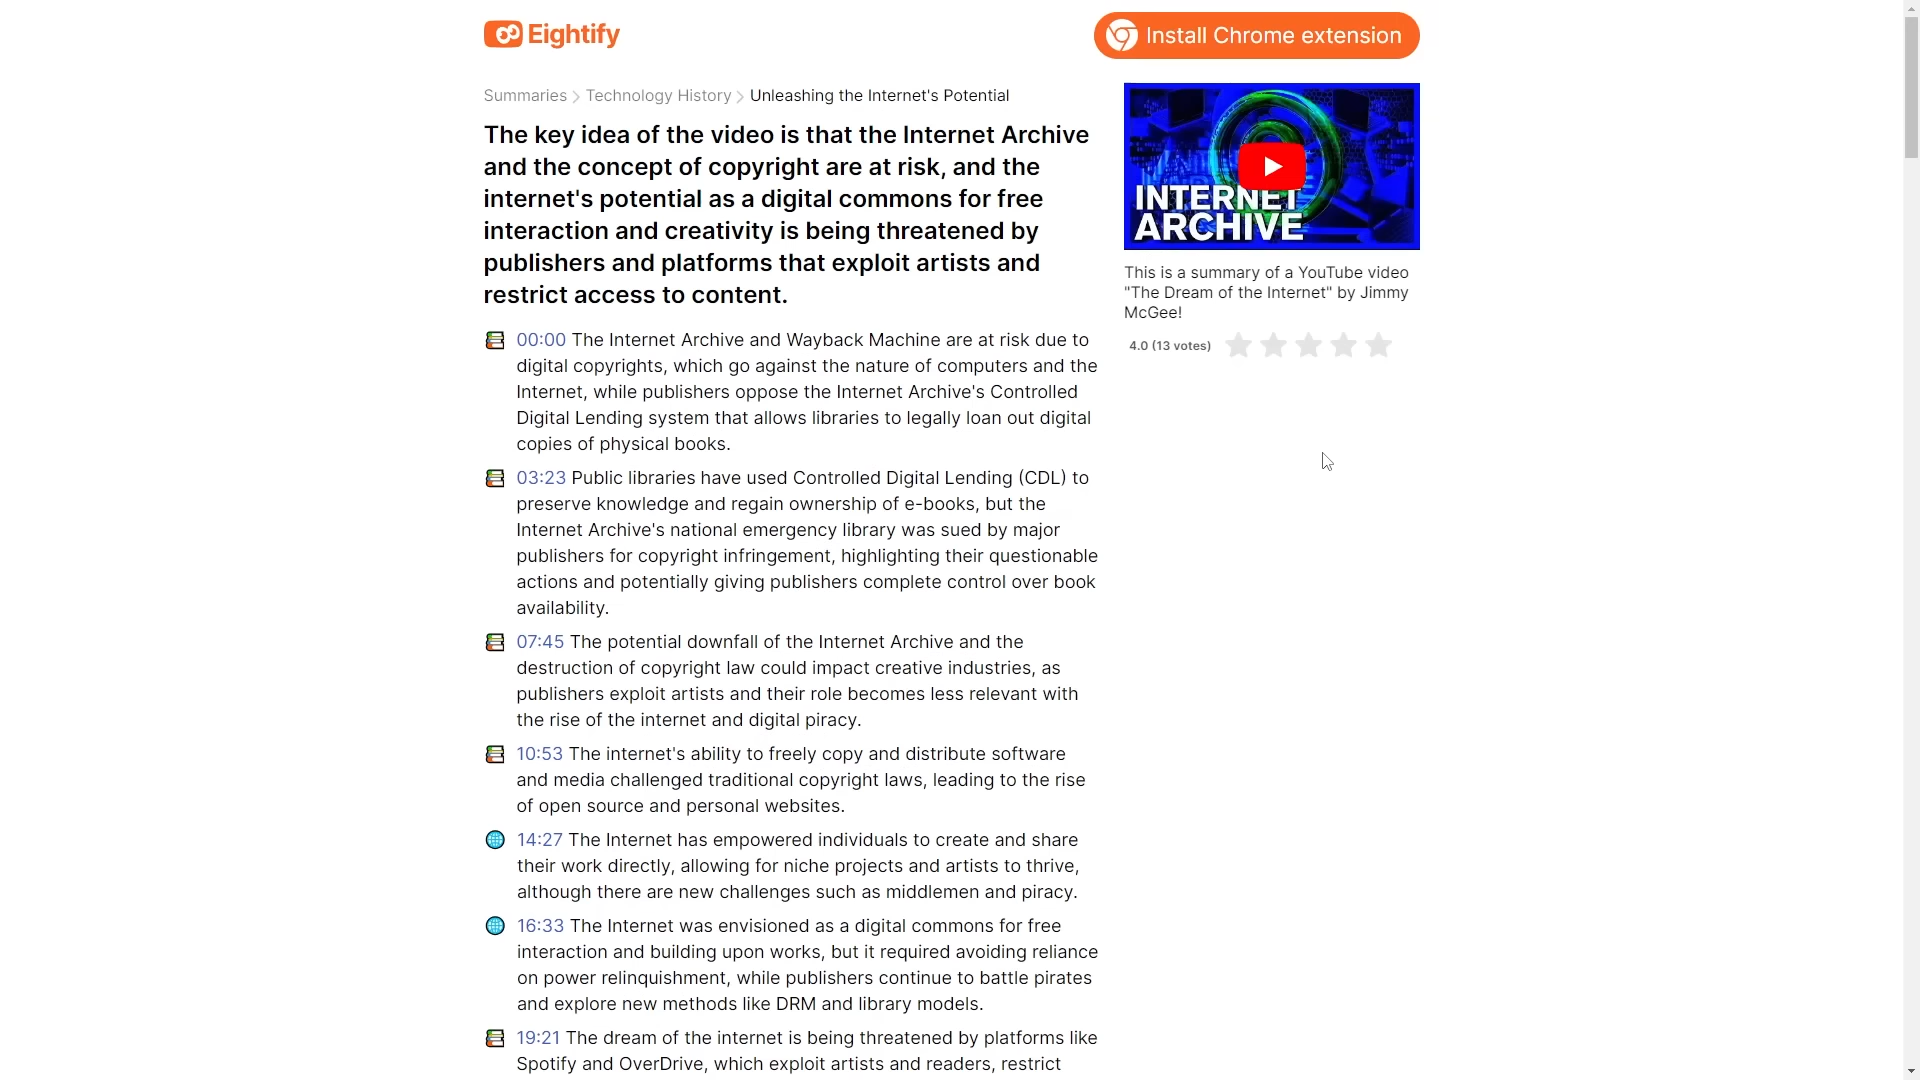 Eightify
Install Chrome extension
Summaries > Technology History > Unleashing the Internet's Potential
The key idea of the video is that the Internet Archive
and the concept of copyright are at risk, and the
internet's potential as a digital commons for free
interaction and creativity is being threatened by
publishers and platforms that exploit artists and
restrict access to content.
00:00 The Internet Archive and Wayback Machine are at risk due to
digital copyrights, which go against the nature of computers and the
Internet, while publishers oppose the Internet Archive's Controlled
Digital Lending system that allows libraries to legally loan out digital
copies of physical books.
03:23 Public libraries have used Controlled Digital Lending (CDL) to
preserve knowledge and regain ownership of e-books, but the
Internet Archive's national emergency library was sued by major
publishers for copyright infringement, highlighting their questionable
actions and potentially giving publishers complete control over book
availability.
07:45 The potential downfall of the Internet Archive and the
destruction of copyright law could impact creative industries, as
publishers exploit artists and their role becomes less relevant with
the rise of the internet and digital piracy.
10:53 The internet's ability to freely copy and distribute software
and media challenged traditional copyright laws, leading to the rise
of open source and personal websites.
14:27 The Internet has empowered individuals to create and share
their work directly, allowing for niche projects and artists to thrive,
although there are new challenges such as middlemen and piracy.
16:33 The Internet was envisioned as a digital commons for free
interaction and building upon works, but it required avoiding reliance
on power relinquishment, while publishers continue to battle pirates
and explore new methods like DRM and library models.
19:21 The dream of the internet is being threatened by platforms like
Spotify and OverDrive, which exploit artists and readers, restrict
INTERNET
ARCHIVE
This is a summary of a YouTube video
"The Dream of the Internet" by Jimmy
McGee!
4.0 (13 votes)